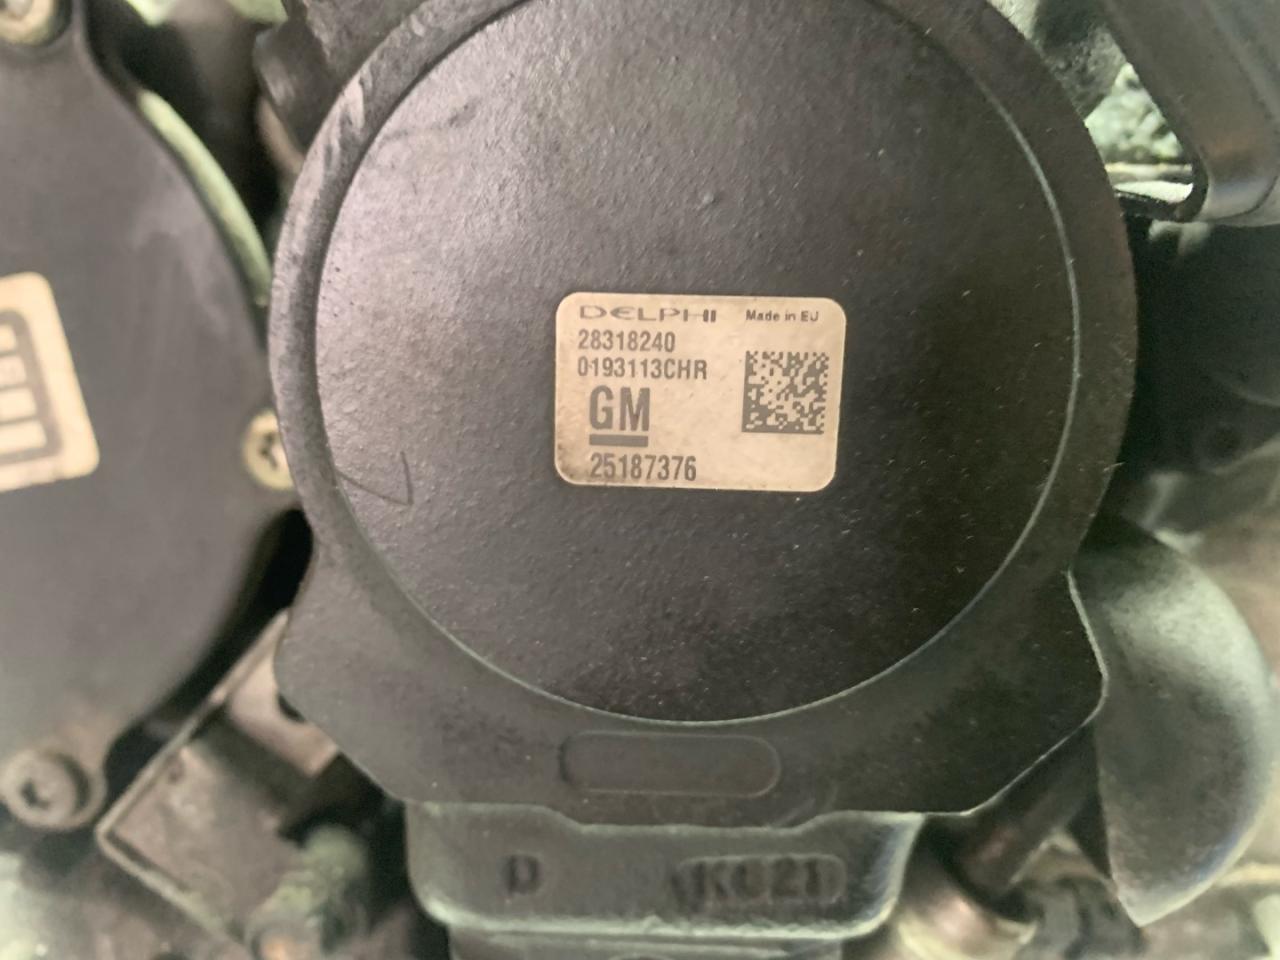 DELPHI Made in EU
28318240
0193113CHR
GM
25187376